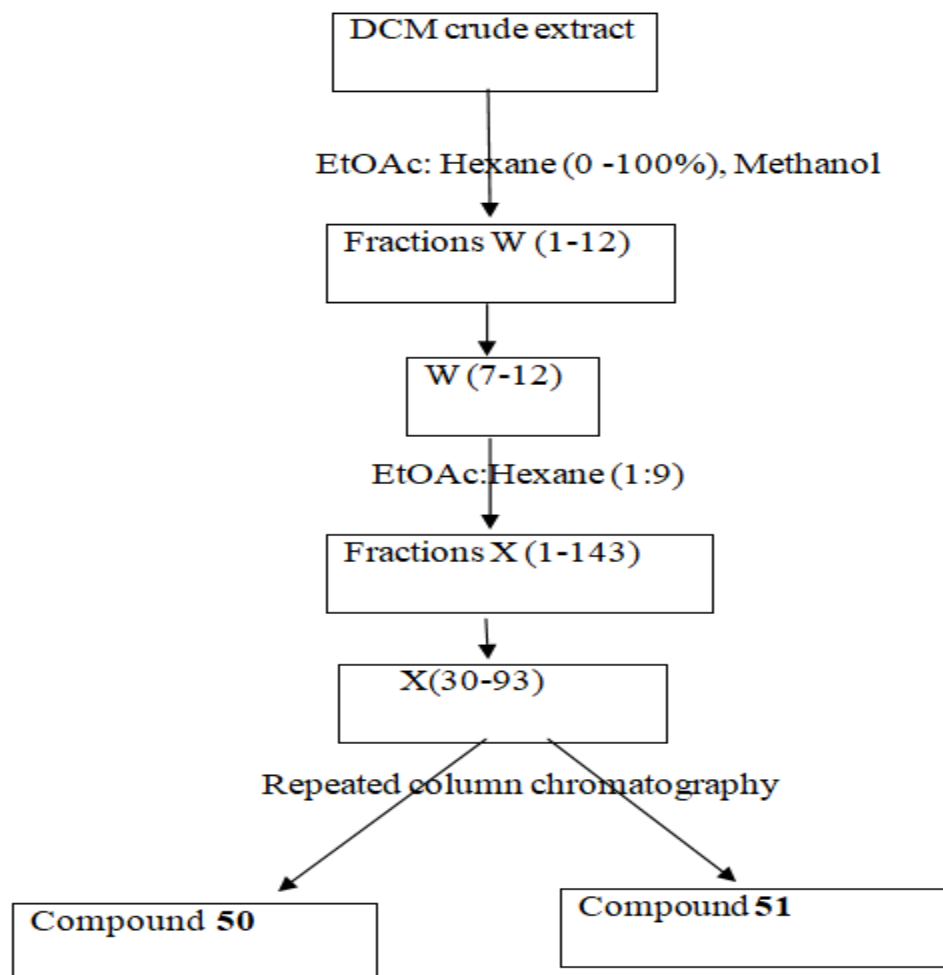 DCM crude extract
EtOAc: Hexane (0 -100%), Methanol
Fractions W (1-12)
W (7-12)
EtOAc:Hexane (1:9)
Fractions X (1-143)
X(30-93)
Repeated column chromatography
Compound 50
Compound 51